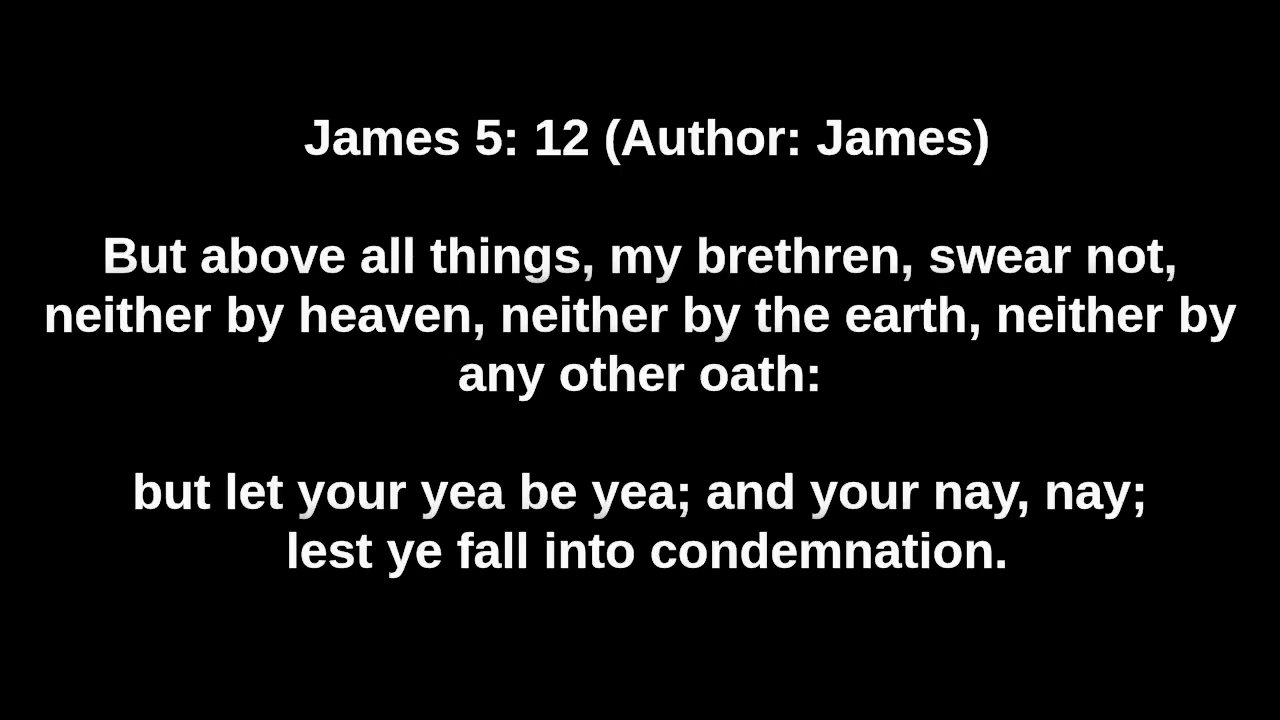 James 5: 12 (Author: James)
But above all things, my brethren, swear not,
neither by heaven, neither by the earth, neither by
any other oath:
but let your yea be yea; and your nay, nay;
lest ye fall into condemnation.